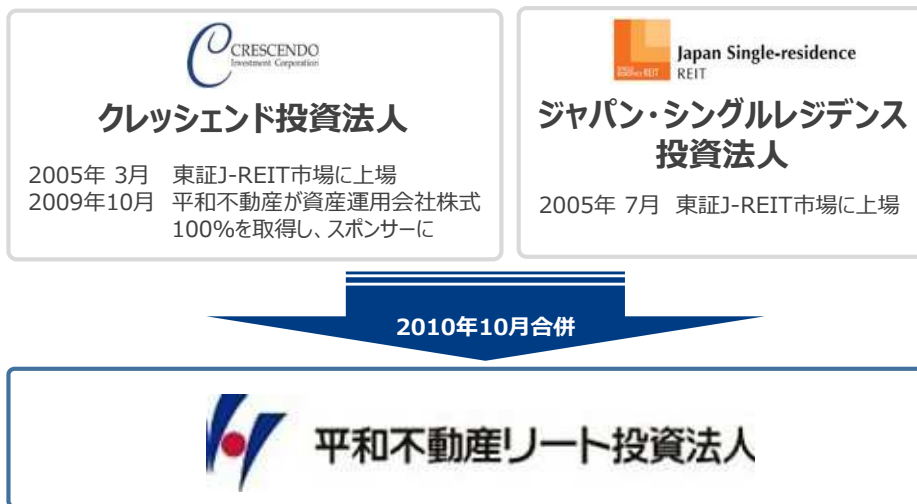 CRESCENDO
Investment Corporation
クレッシェンド投資法人
2005年 3月 東証J-REIT市場に上場
2009年10月 平和不動産が資産運用会社株式
100%を取得し、スポンサーに
Japan Single-residence
REIT
ジャパン・シングルレジデンス
投資法人
2005年 7月 東証J-REIT市場に上場
2010年10月合併
平和不動産リート投資法人